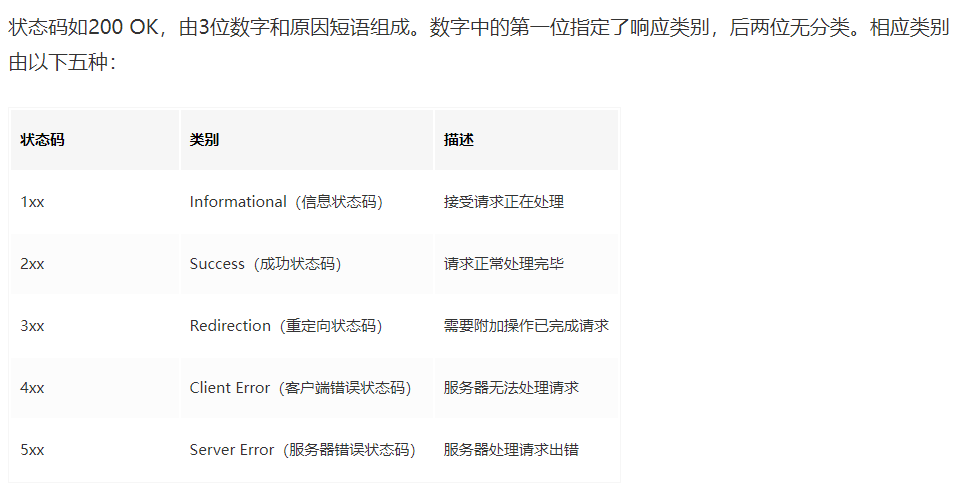 状态码如200 OK，由3位数字和原因短语组成。数字中的第一位指定了响应类别，后两位无分类。相应类别
由以下五种：
状态码 类别 描述
1xx Informational（信息状态码） 接受请求正在处理
2xx Success（成功状态码） 请求正常处理完毕
3xx Redirection（重定向状态码） 需要附加操作已完成请求
4xx Client Error（客户端错误状态码） 服务器无法处理请求
5xx Server Error（服务器错误状态码） 服务器处理请求出错